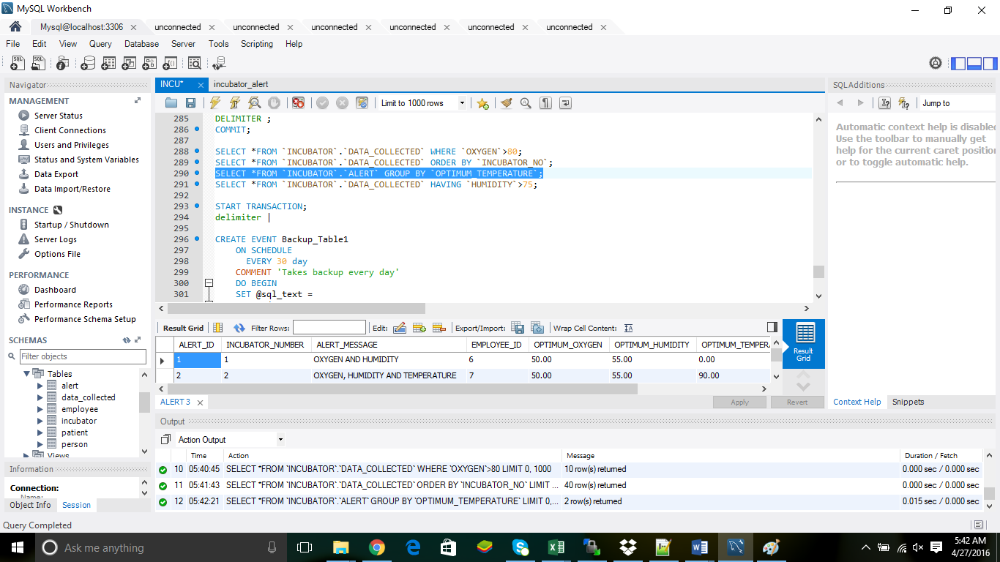 MySQL Workbench
Mysql@localhost:3306 unconnected unconnected unconnected unconnected unconnected unconnected
File Edit View Query Database Server Tools Scripting Help
Navigator
MANAGEMENT
Server Status
Client Connections
Users and Privileges
Status and System Variables
Data Export
Data Import/Restore
INSTANCE
Startup / Shutdown
Server Logs
Options File
PERFORMANCE
Dashboard
Performance Reports
Performance Schema Setup
SCHEMAS
Filter objects
Tables
alert
data_collected
employee
incubator
patient
person
Views
Information
Connection:
Name:
Object Info Session
Query Completed
INCU* incubator_alert
Limit to 1000 rows
285 DELIMITER ;
286 COMMIT;
287
288 SELECT *FROM `INCUBATOR`.`DATA_COLLECTED` WHERE `OXYGEN`>80;
289 SELECT *FROM `INCUBATOR`.`DATA_COLLECTED` ORDER BY `INCUBATOR_NO`;
290 SELECT *FROM `INCUBATOR`.`ALERT` GROUP BY `OPTIMUM_TEMPERATURE`;
291 SELECT *FROM `INCUBATOR`.`DATA_COLLECTED` HAVING `HUMIDITY`>75;
292
293 START TRANSACTION;
294 delimiter |
295
296 CREATE EVENT Backup_Table1
297 ON SCHEDULE
298 EVERY 30 day
299 COMMENT 'Takes backup every day'
300 DO BEGIN
301 SET @sql_text =
Result Grid Filter Rows: Edit: Export/Import: Wrap Cell Content:
ALERT_ID INCUBATOR_NUMBER ALERT_MESSAGE EMPLOYEE_ID OPTIMUM_OXYGEN OPTIMUM_HUMIDITY OPTIMUM_TEMPERA
1 1 OXYGEN AND HUMIDITY 6 50.00 55.00 0.00
2 2 OXYGEN, HUMIDITY AND TEMPERATURE 7 50.00 55.00 90.00
Result
Grid
ALERT 3 Apply Revert
SQLAdditions
Jump to
Automatic context help is disabled
Use the toolbar to manually get
help for the current caret position
or to toggle automatic help.
Context Help Snippets
Output
Action Output
Time Action Message Duration / Fetch
10 05:40:45 SELECT *FROM `INCUBATOR`.`DATA_COLLECTED` WHERE `OXYGEN`>80 LIMIT 0, 1000 10 row(s) returned 0.000 sec / 0.000 sec
11 05:41:43 SELECT *FROM `INCUBATOR`.`DATA_COLLECTED` ORDER BY `INCUBATOR_NO` LIMIT ... 40 row(s) returned 0.000 sec / 0.000 sec
12 05:42:21 SELECT *FROM `INCUBATOR`.`ALERT` GROUP BY `OPTIMUM_TEMPERATURE` LIMIT 0,... 2 row(s) returned 0.015 sec / 0.000 sec
Ask me anything
5:42 AM
4/27/2016